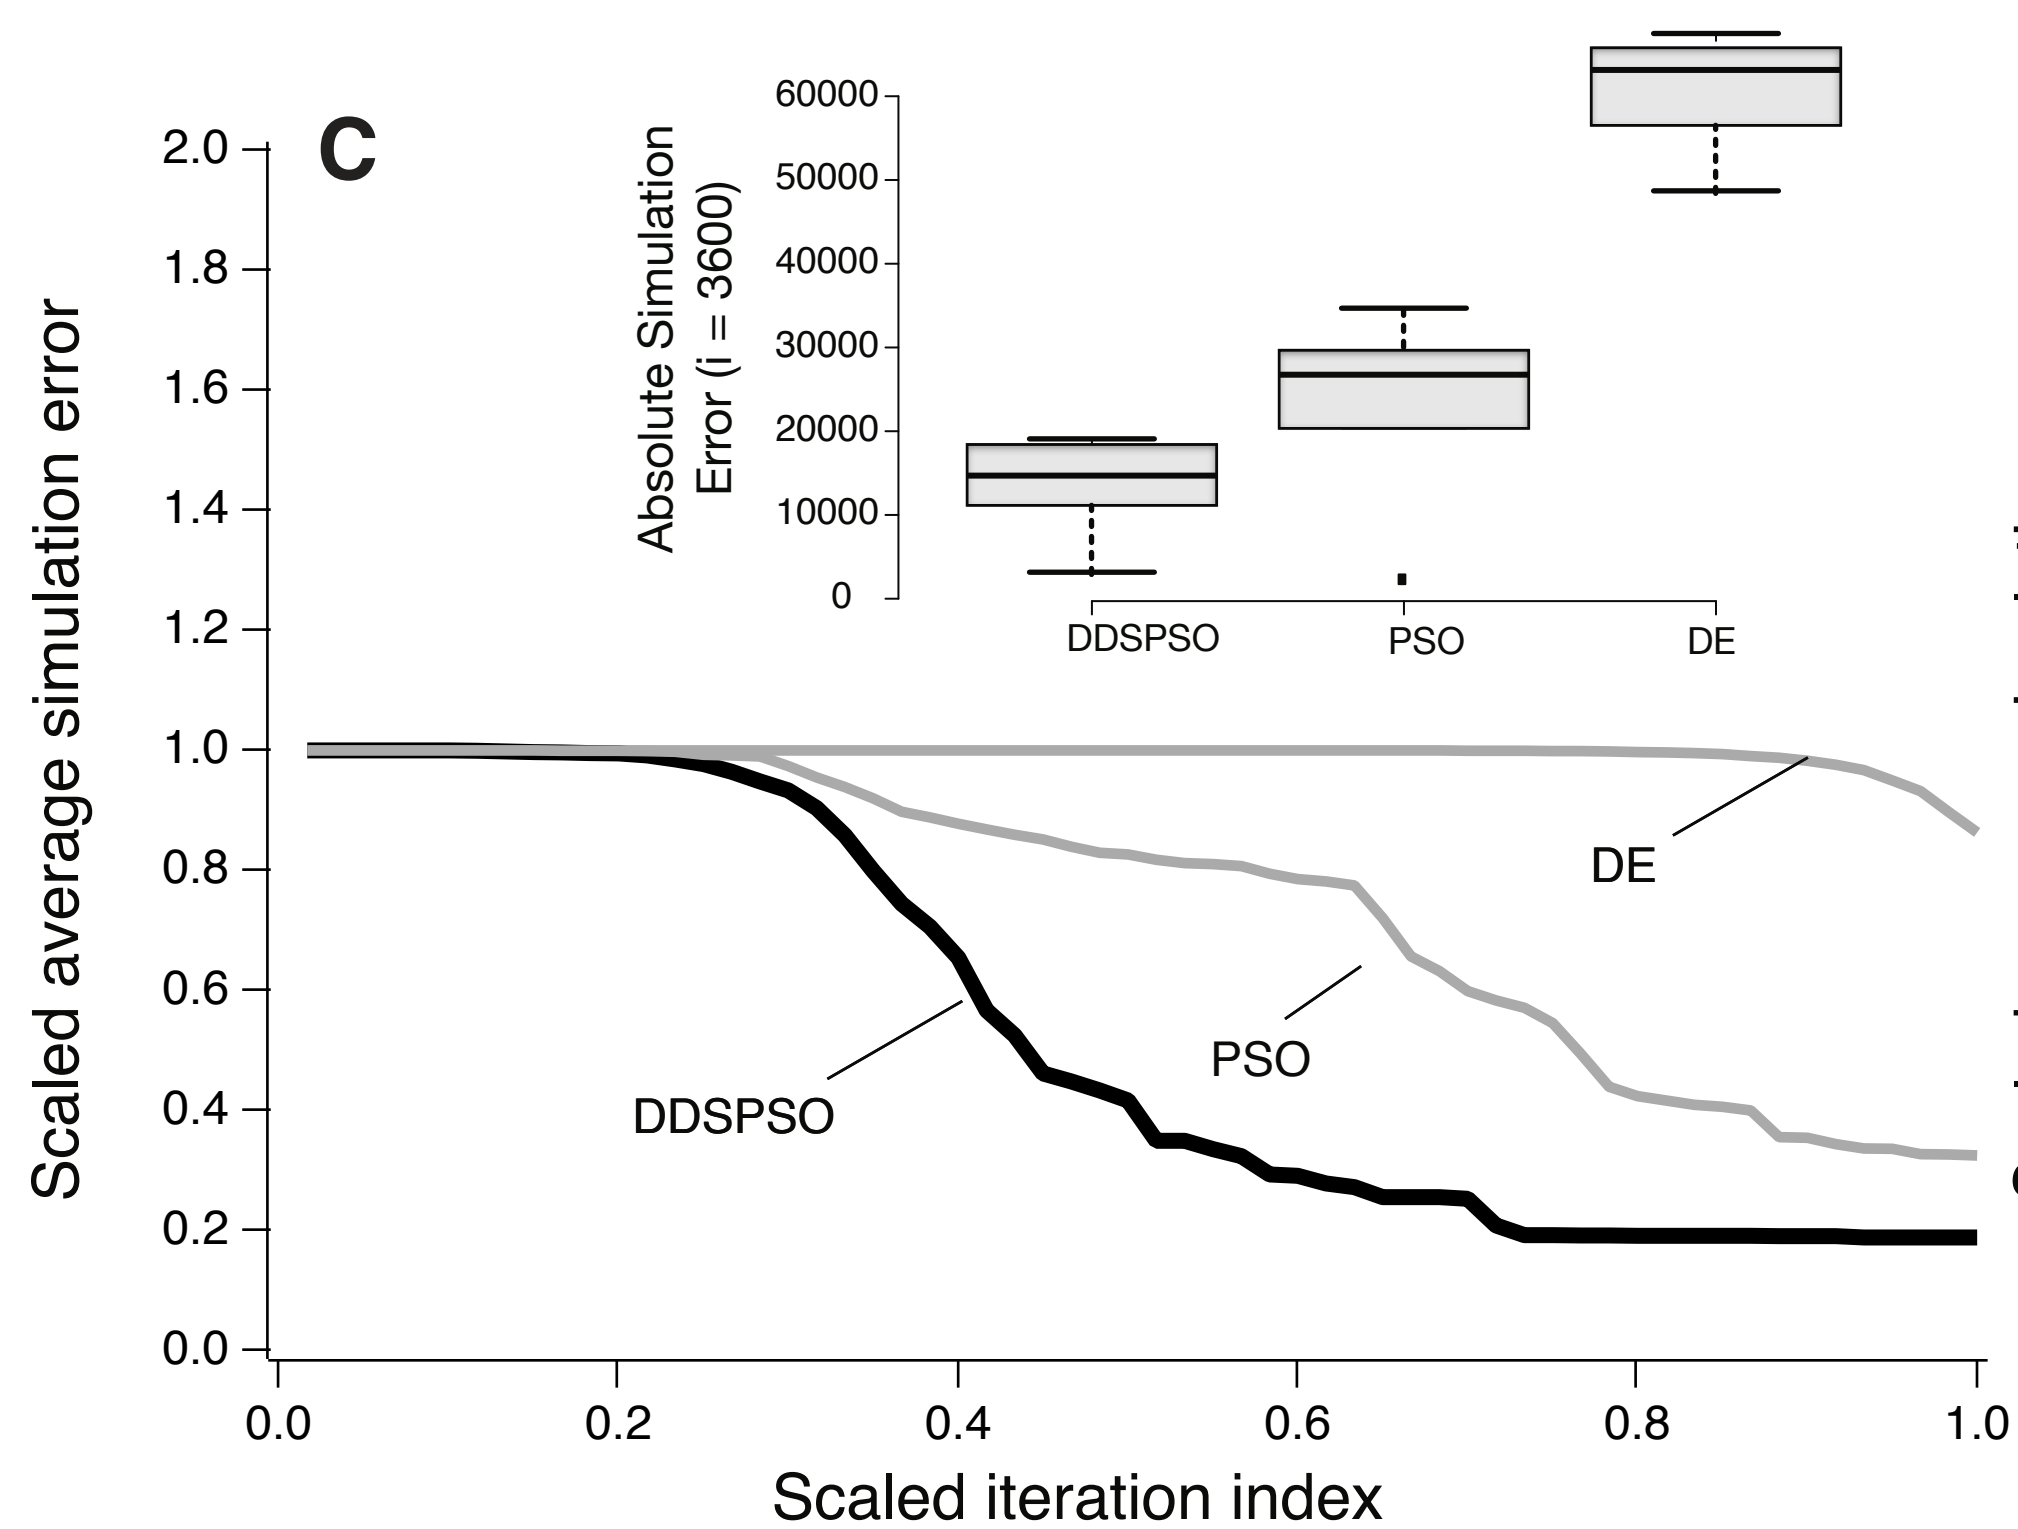 C
Scaled average simulation error
2.0
1.8
1.6
1.4
1.2
1.0
0.8
0.6
0.4
0.2
0.0
Absolute Simulation
Error (i = 3600)
60000
50000
40000
30000
20000
10000
0
DDSPSO PSO DE
DE
PSO
DDSPSO
0.0 0.2 0.4 0.6 0.8 1.0
Scaled iteration index